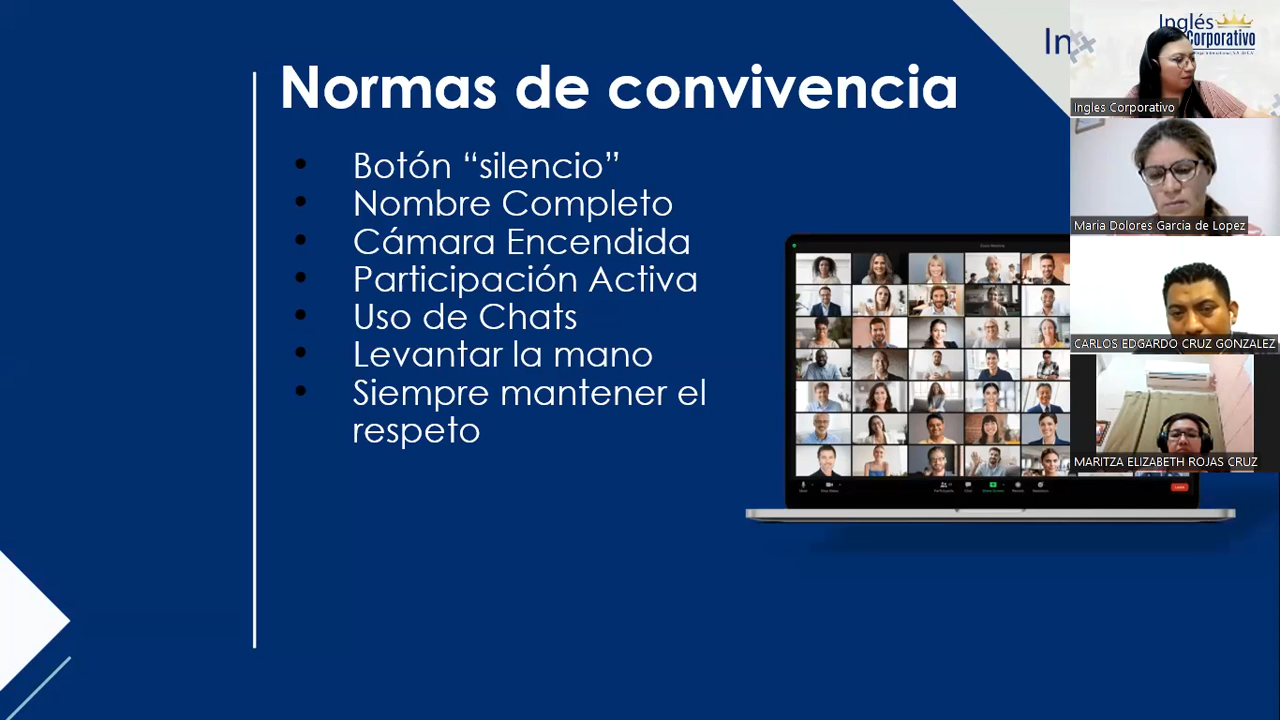 Normas de convivencia
Botón “silencio”
Nombre Completo
Cámara Encendida
Participación Activa
Uso de Chats
Levantar la mano
Siempre mantener el
respeto
In
Inglés
Corporativo
Ingles Corporativo
Maria Dolores Garcia de Lopez
CARLOS EDGARDO CRUZ GONZALEZ
MARITZA ELIZABETH ROJAS CRUZ